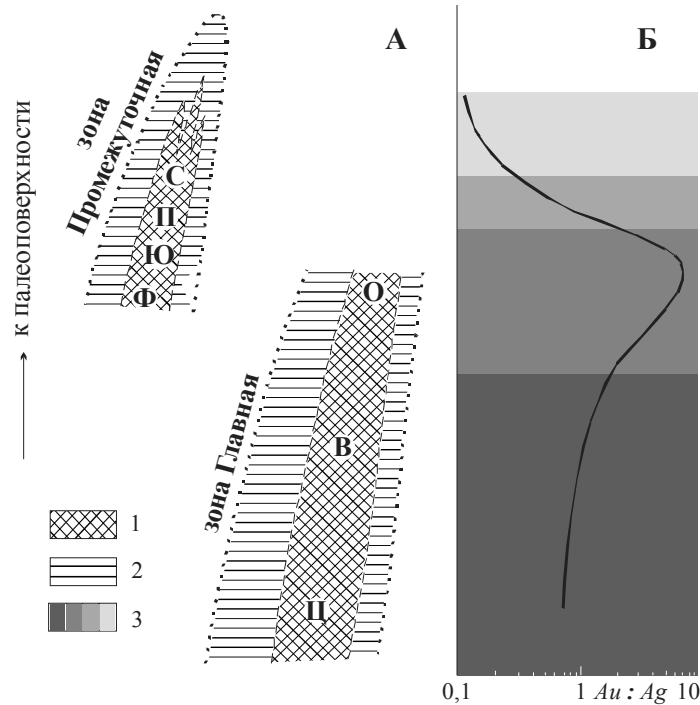 А
Б
зона
Промежуточная
к палеоповерхности
С
П
Ю
Ф
О
зона Главная
В
Ц
1
2
3
0,1
1
Au : Ag
10